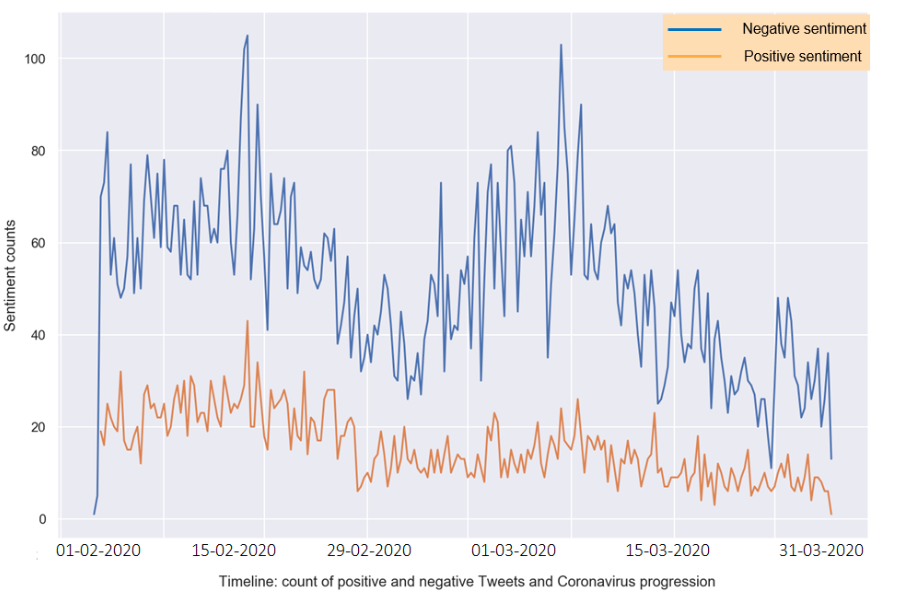 Negative sentiment
Positive sentiment
100
80
60
40
20
0
Sentiment counts
01-02-2020 15-02-2020 29-02-2020 01-03-2020 15-03-2020 31-03-2020
Timeline: count of positive and negative Tweets and Coronavirus progression